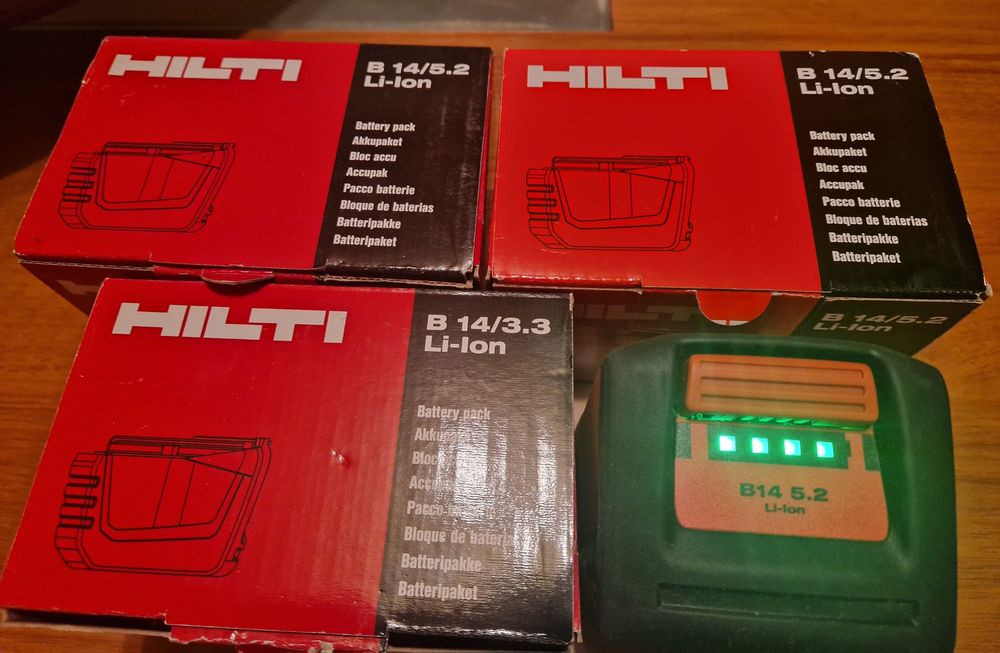 HILTI
B 14/5.2
Li-Ion
Battery pack
Akkupaket
Bloc accu
Accupak
Pacco batterie
Bloque de baterias
Batteripakke
Batteripaket
HILTI
B 14/5.2
Li-Ion
Battery pack
Akkupaket
Bloc accu
Accupak
Pacco batterie
Bloque de baterias
Batteripakke
Batteripaket
B 14/5.2
Li-Ion
HILTI
B 14/3.3
Li-Ion
Battery pack
Bloque de
Batteripakke
Batteripaket
B14 5.2
Li-Ion